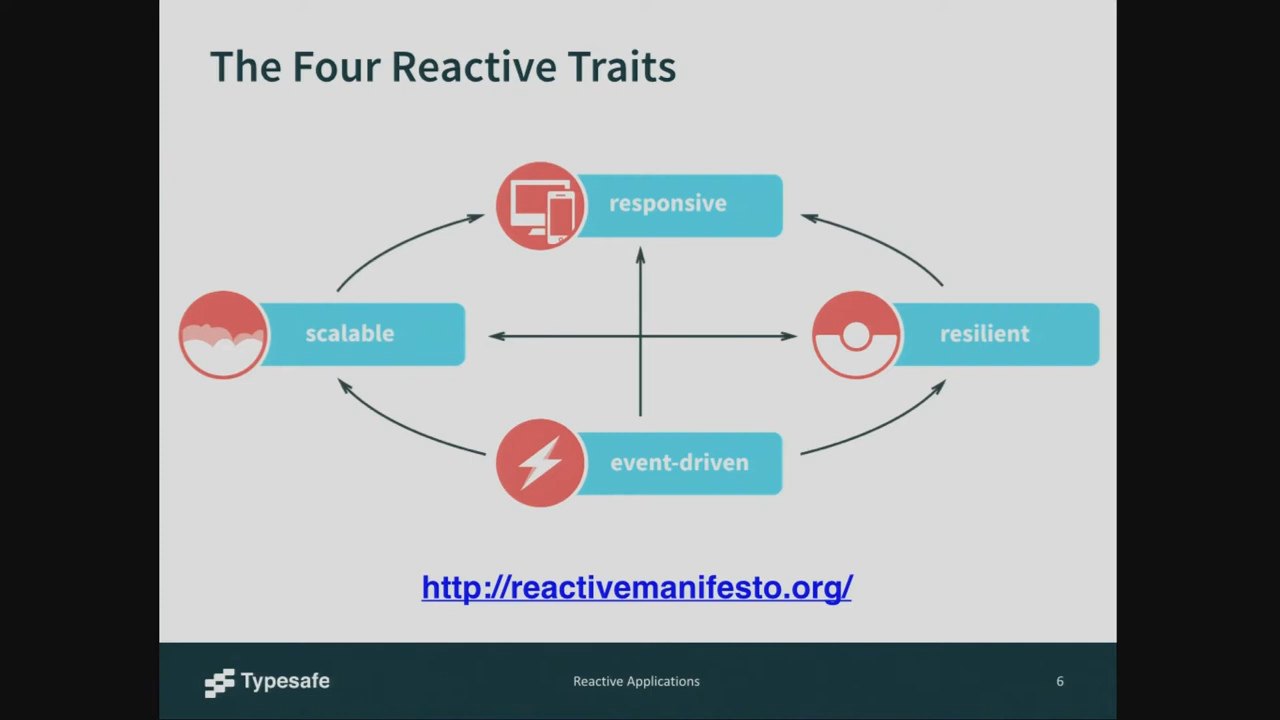 The Four Reactive Traits
responsive
scalable
resilient
event-driven
http://reactivemanifesto.org/
Typesafe
Reactive Applications
6